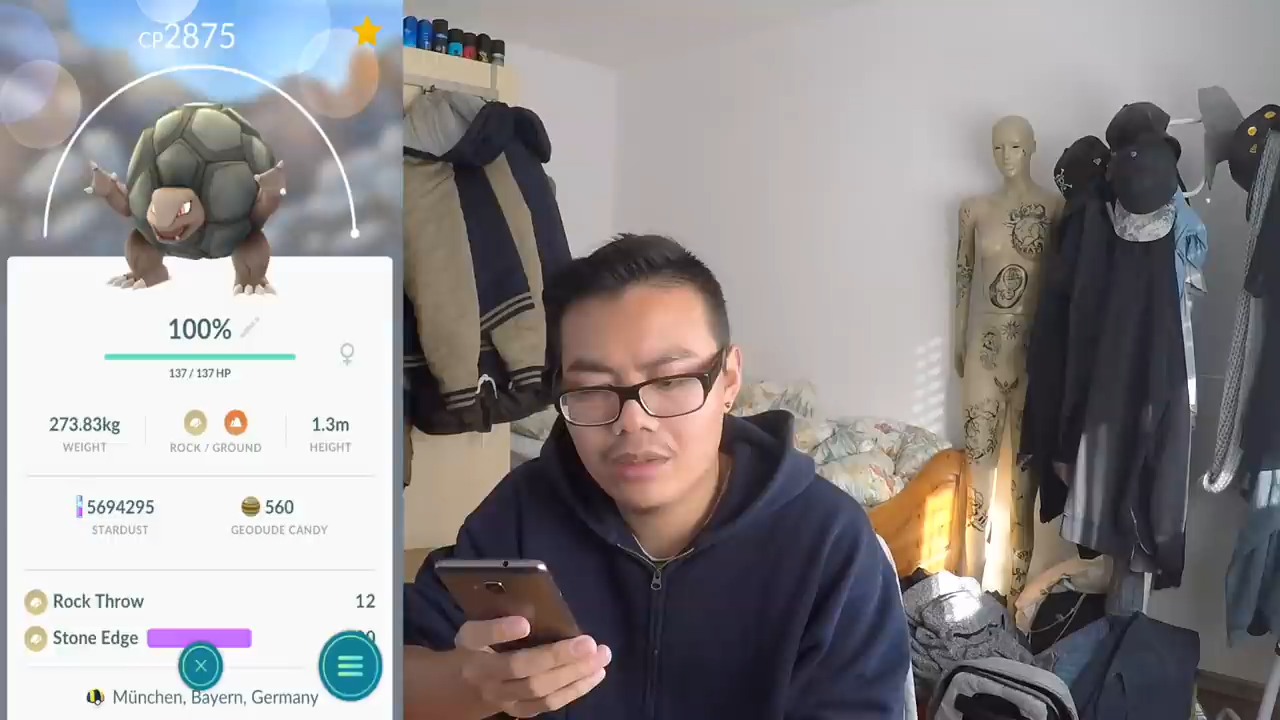 CP2875
100%
137 / 137 HP
273.83kg
WEIGHT
ROCK / GROUND
1.3m
HEIGHT
5694295
STARDUST
560
GEODUDE CANDY
Rock Throw 12
Stone Edge
München, Bayern, Germany